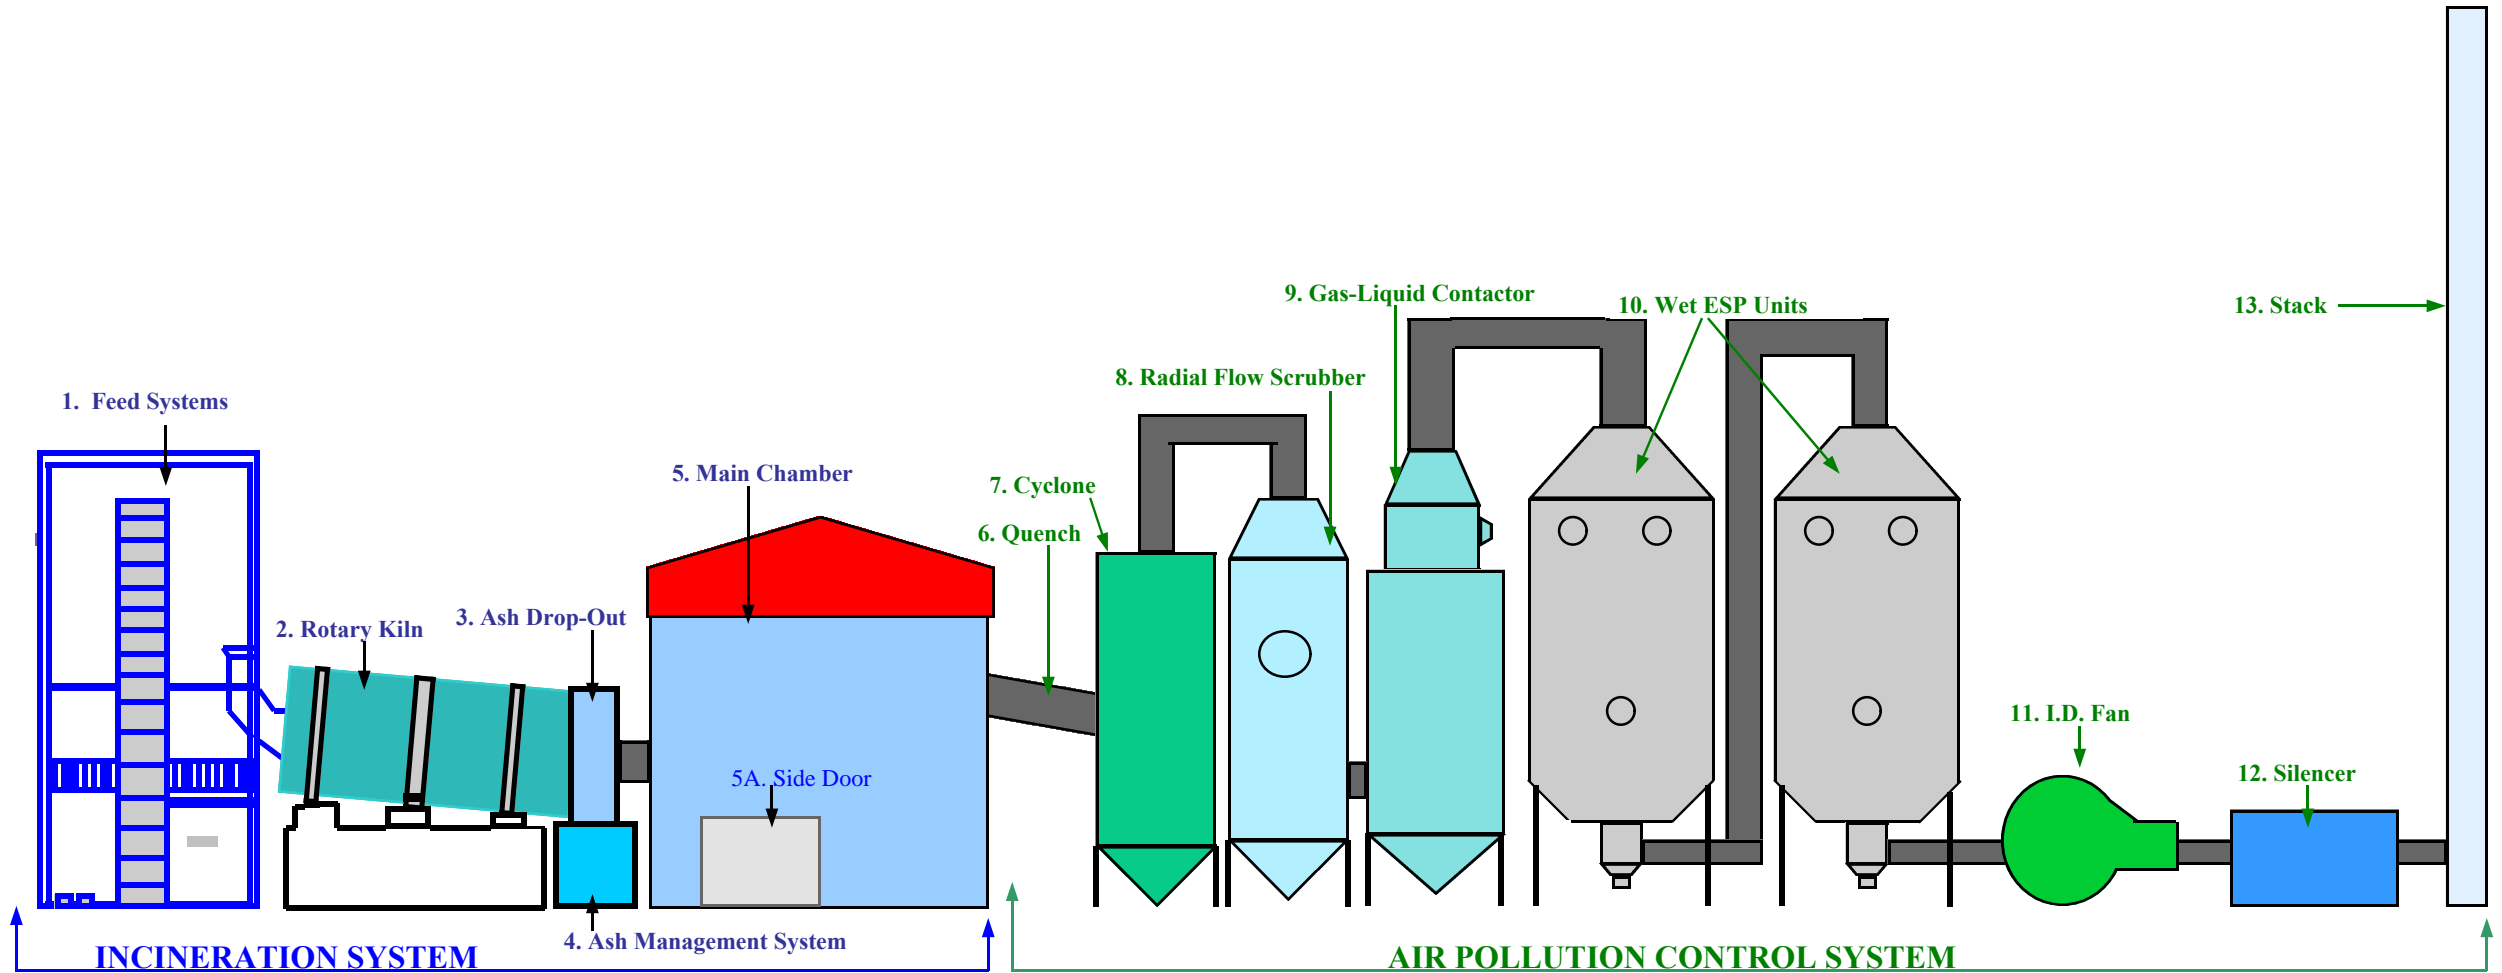 1. Feed Systems
2. Rotary Kiln
3. Ash Drop-Out
4. Ash Management System
5. Main Chamber
5A. Side Door
6. Quench
7. Cyclone
8. Radial Flow Scrubber
9. Gas-Liquid Contactor
10. Wet ESP Units
11. I.D. Fan
12. Silencer
13. Stack
INCINERATION SYSTEM
AIR POLLUTION CONTROL SYSTEM